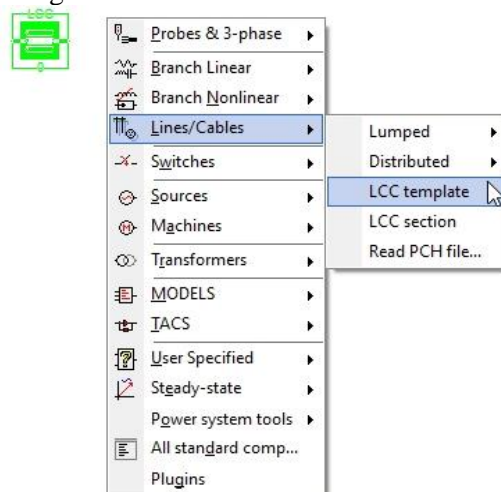 LCC
Probes & 3-phase
Branch Linear
Branch Nonlinear
Lines/Cables
Switches
Sources
Machines
Transformers
MODELS
TACS
User Specified
Steady-state
Power system tools
All standard comp...
Plugins
Lumped
Distributed
LCC template
LCC section
Read PCH file...